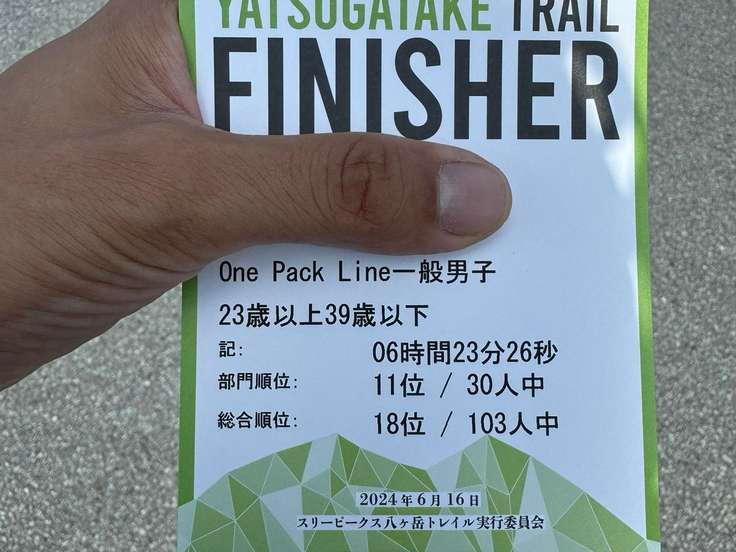 YATSUGATAKE TRAIL
FINISHER
One Pack Line一般男子
23歳以上39歳以下
記: 06時間23分26秒
部門順位: 11位 / 30人中
総合順位: 18位 / 103人中
2024年6月16日
スリーピークス八ヶ岳トレイル実行委員会